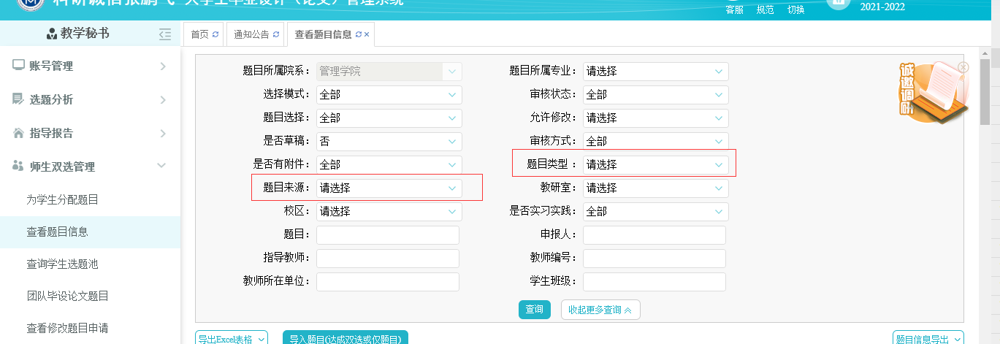 科研诚信张鹏飞 大学生毕业设计（论文）管理系统
客服 规范 切换
2021-2022
教学秘书
首页 通知公告 查看题目信息
账号管理
选题分析
指导报告
师生双选管理
为学生分配题目
查看题目信息
查询学生选题池
团队毕设论文题目
查看修改题目申请
题目所属院系： 管理学院 题目所属专业： 请选择
选择模式： 全部 审核状态： 全部
题目选择： 全部 允许修改： 请选择
是否草稿： 否 审核方式： 全部
是否有附件： 全部 题目类型： 请选择
题目来源： 请选择 教研室： 请选择
校区： 请选择 是否实习实践： 全部
题目： 申报人：
指导教师： 教师编号：
教师所在单位： 学生班级：
查询 收起更多查询
诚邀调研
导出Excel表格 导入题目(达成双选或仅题目) 题目信息导出